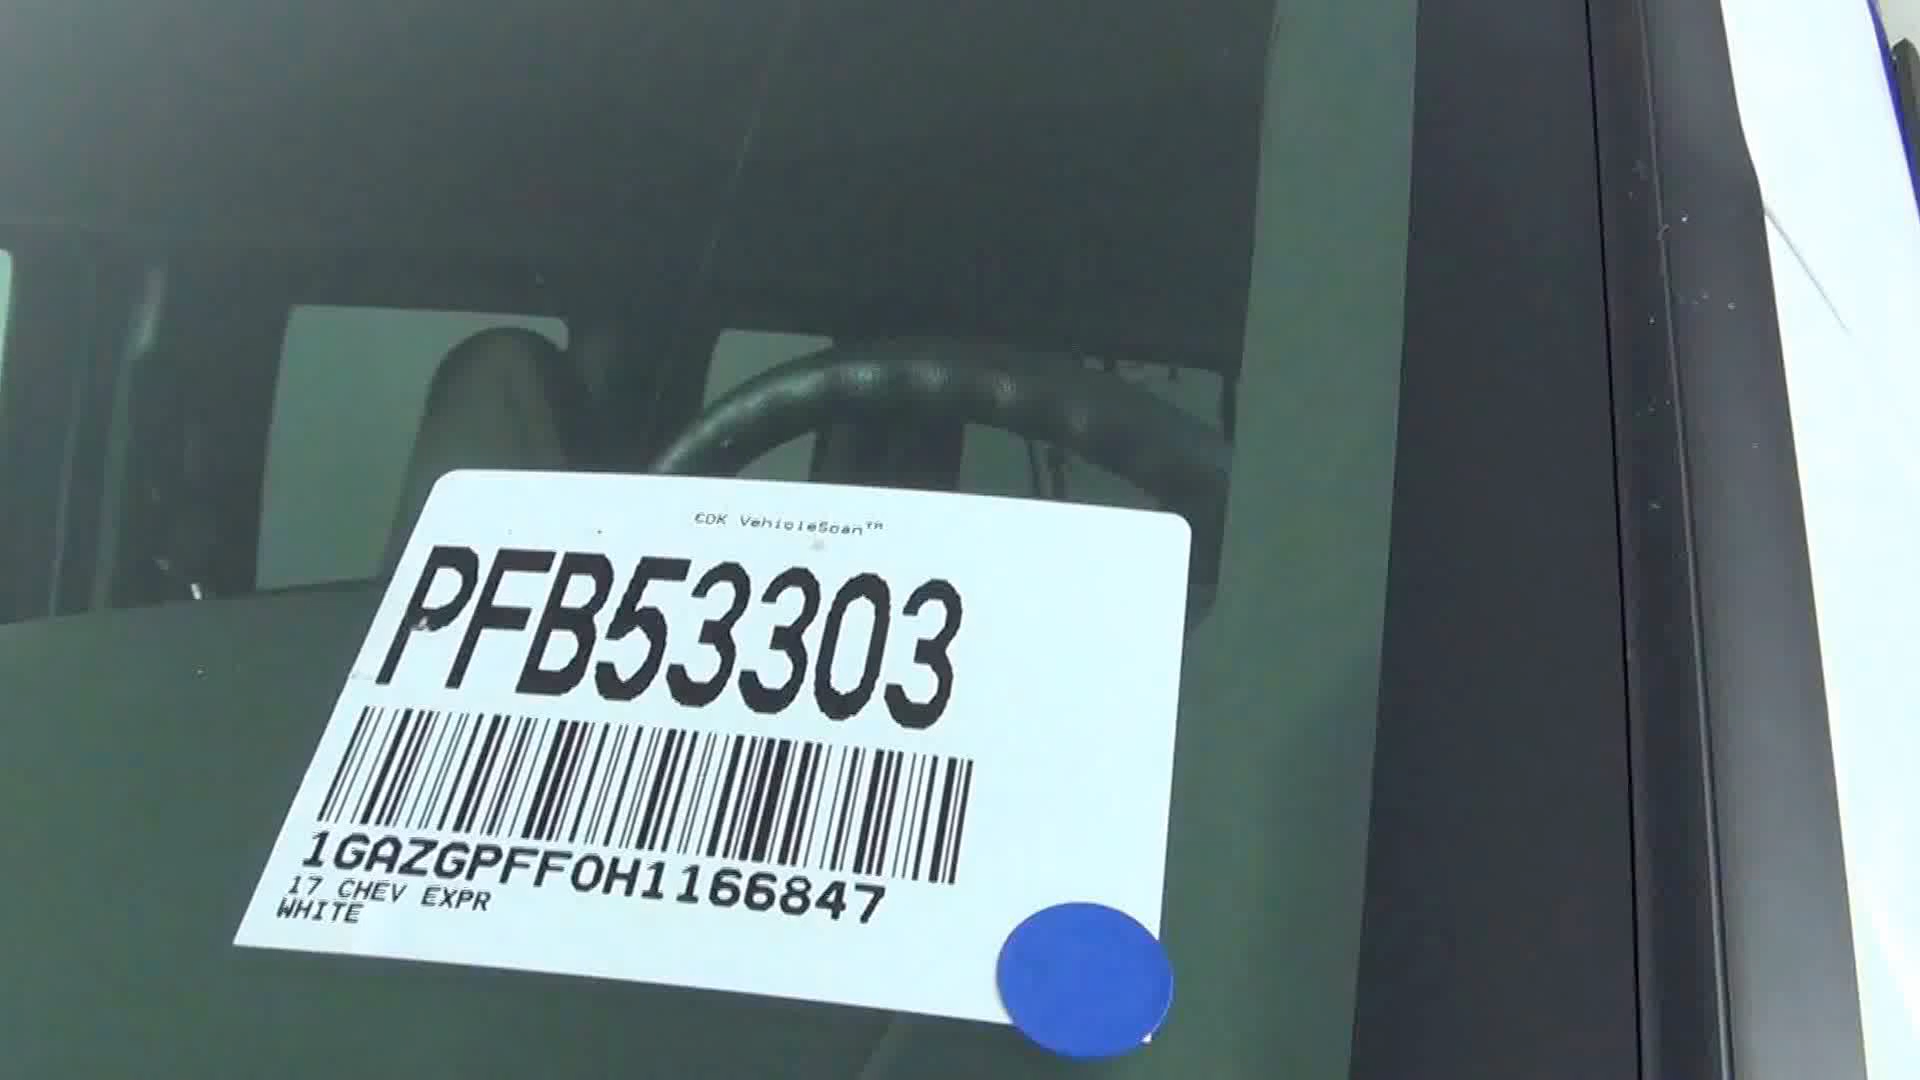 CDK VehicleScan™
PFB53303
1GAZGPFF0H1166847
17 CHEV EXPR
WHITE